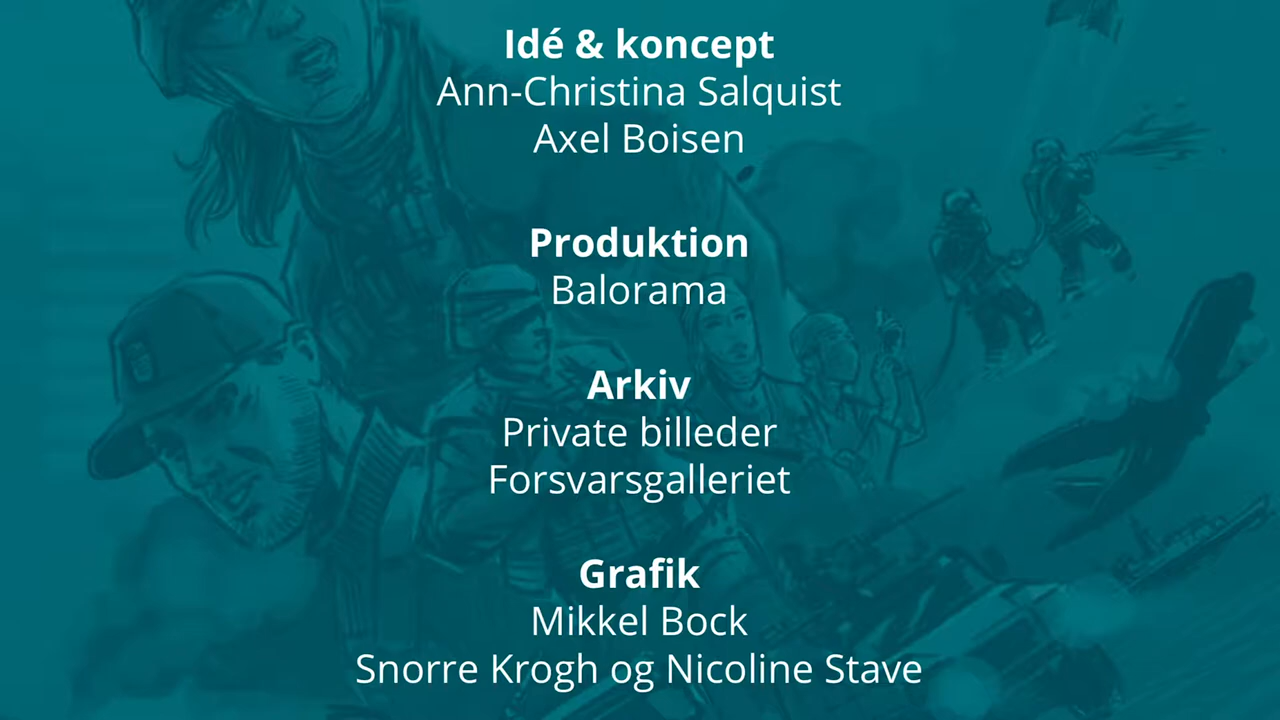 Idé & koncept
Ann-Christina Salquist
Axel Boisen
Produktion
Balorama
Arkiv
Private billeder
Forsvarsgalleriet
Grafik
Mikkel Bock
Snorre Krogh og Nicoline Stave